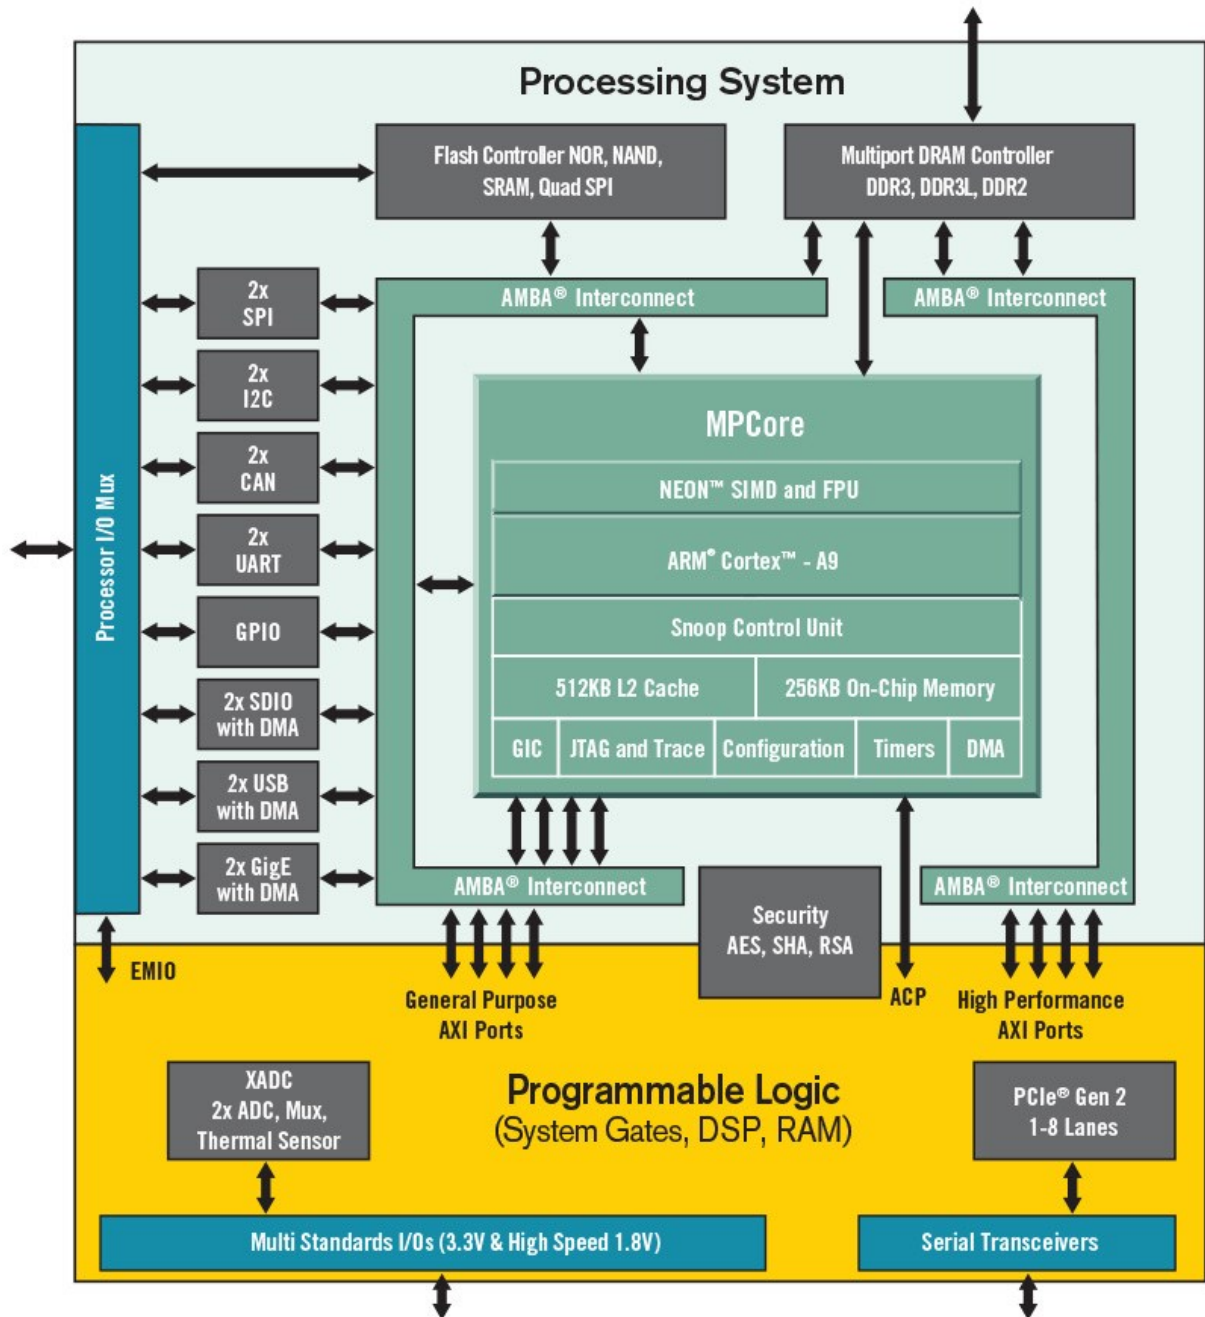 Processing System
Flash Controller NOR, NAND,
SRAM, Quad SPI
Multiport DRAM Controller
DDR3, DDR3L, DDR2
AMBA® Interconnect
AMBA® Interconnect
Processor I/O Mux
2x
SPI
2x
I2C
2x
CAN
2x
UART
GPIO
2x SDIO
with DMA
2x USB
with DMA
2x GigE
with DMA
MPCore
NEON™ SIMD and FPU
ARM® Cortex™ - A9
Snoop Control Unit
512KB L2 Cache
256KB On-Chip Memory
GIC
JTAG and Trace
Configuration
Timers
DMA
AMBA® Interconnect
AMBA® Interconnect
Security
AES, SHA, RSA
EMIO
General Purpose
AXI Ports
ACP
High Performance
AXI Ports
XADC
2x ADC, Mux,
Thermal Sensor
Programmable Logic
(System Gates, DSP, RAM)
PCIe® Gen 2
1-8 Lanes
Multi Standards I/Os (3.3V & High Speed 1.8V)
Serial Transceivers